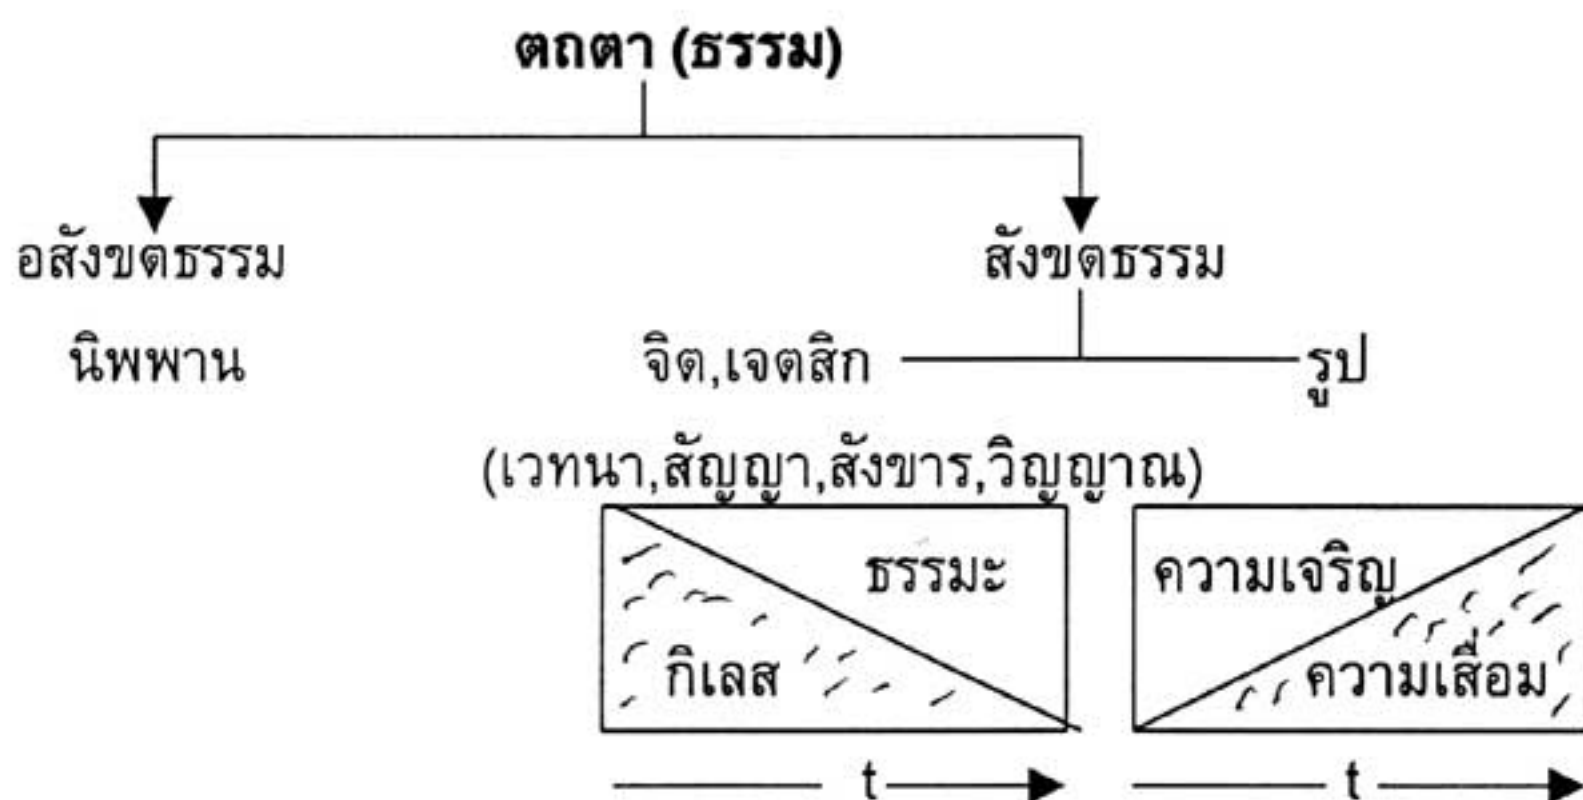 ตถตา (ธรรม)
อสังขตธรรม สังขตธรรม
นิพพาน จิต,เจตสิก รูป
(เวทนา,สัญญา,สังขาร,วิญญาณ)
ธรรมะ ความเจริญ
กิเลส ความเสื่อม
t t